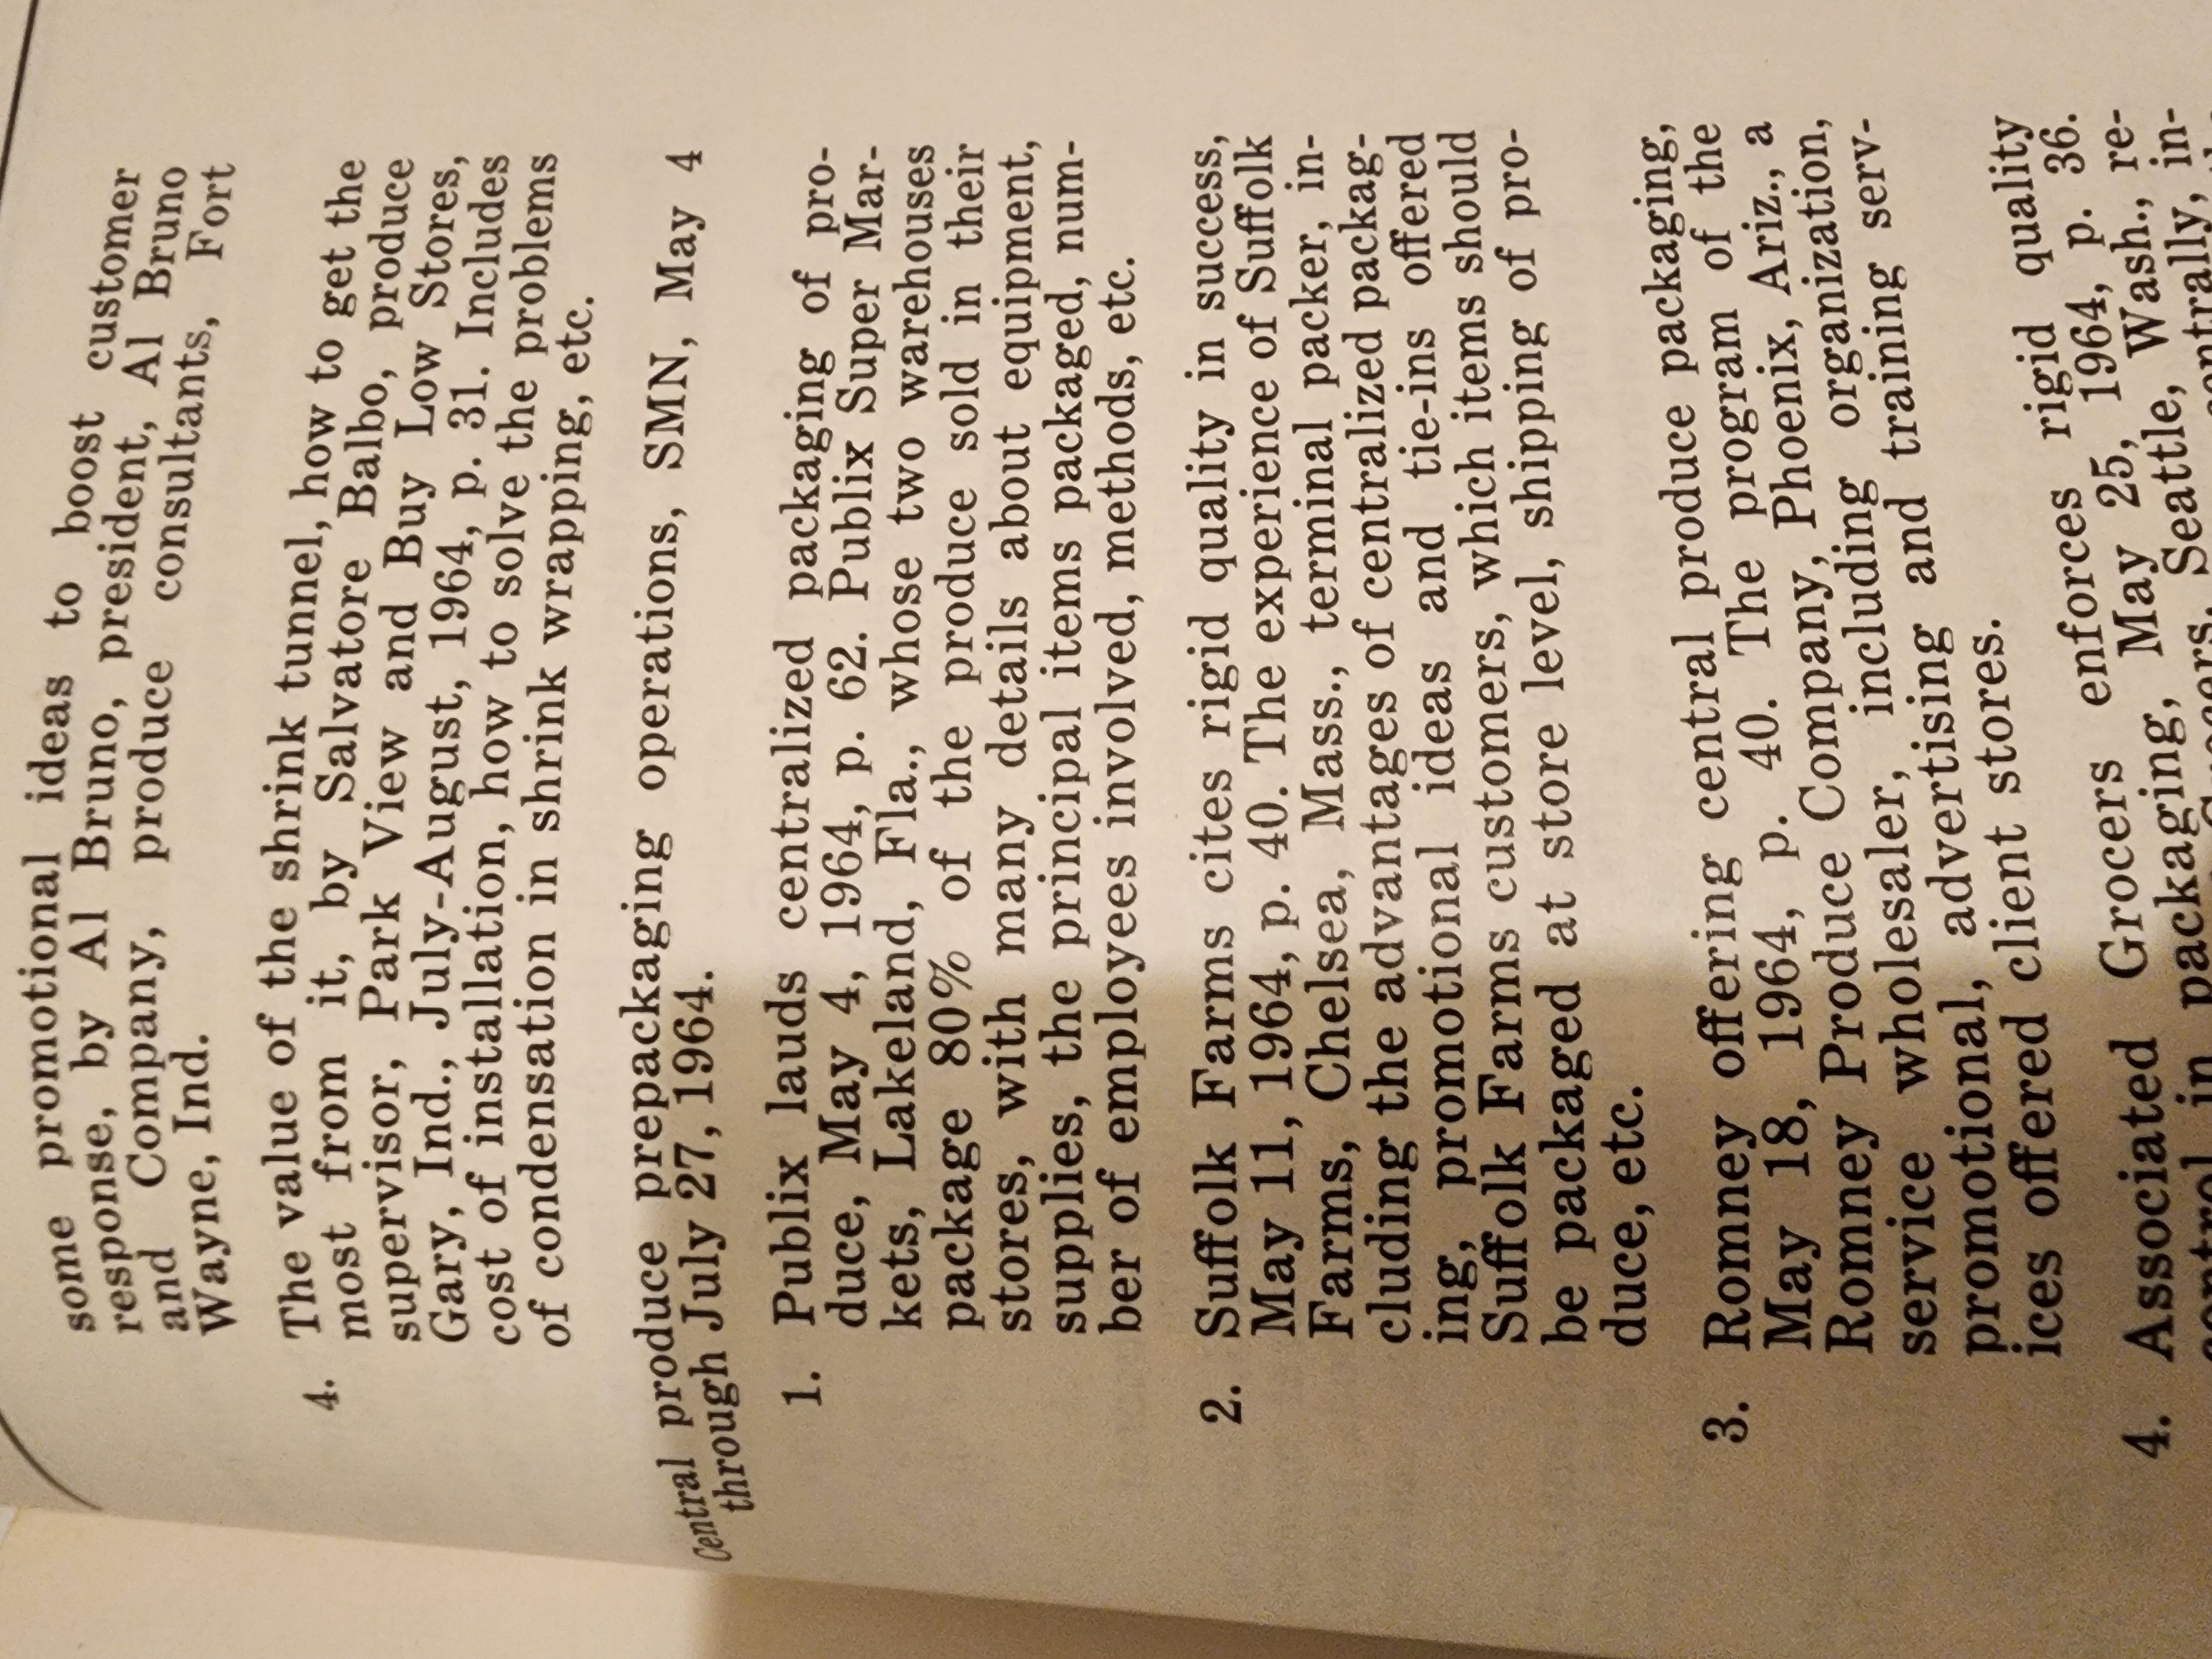 some promotional ideas to boost customer
response, by Al Bruno, president, Al Bruno
and Company, produce consultants, Fort
Wayne, Ind.
4. The value of the shrink tunnel, how to get the
most from it, by Salvatore Balbo, produce
supervisor, Park View and Buy Low Stores,
Gary, Ind., July-August, 1964, p. 31. Includes
cost of installation, how to solve the problems
of condensation in shrink wrapping, etc.
Central produce prepackaging operations, SMN, May 4
through July 27, 1964.
1. Publix lauds centralized packaging of pro-
duce, May 4, 1964, p. 62. Publix Super Mar-
kets, Lakeland, Fla., whose two warehouses
package 80% of the produce sold in their
stores, with many details about equipment,
supplies, the principal items packaged, num-
ber of employees involved, methods, etc.
2. Suffolk Farms cites rigid quality in success,
May 11, 1964, p. 40. The experience of Suffolk
Farms, Chelsea, Mass., terminal packer, in-
cluding the advantages of centralized packag-
ing, promotional ideas and tie-ins offered
Suffolk Farms customers, which items should
be packaged at store level, shipping of pro-
duce, etc.
3. Romney offering central produce packaging,
May 18, 1964, p. 40. The program of the
Romney Produce Company, Phoenix, Ariz., a
service wholesaler, including organization,
promotional, advertising and training serv-
ices offered client stores.
4. Associated Grocers enforces rigid quality
control in packaging, May 25, 1964, p. 36.
Seattle, Wash., re-
in-